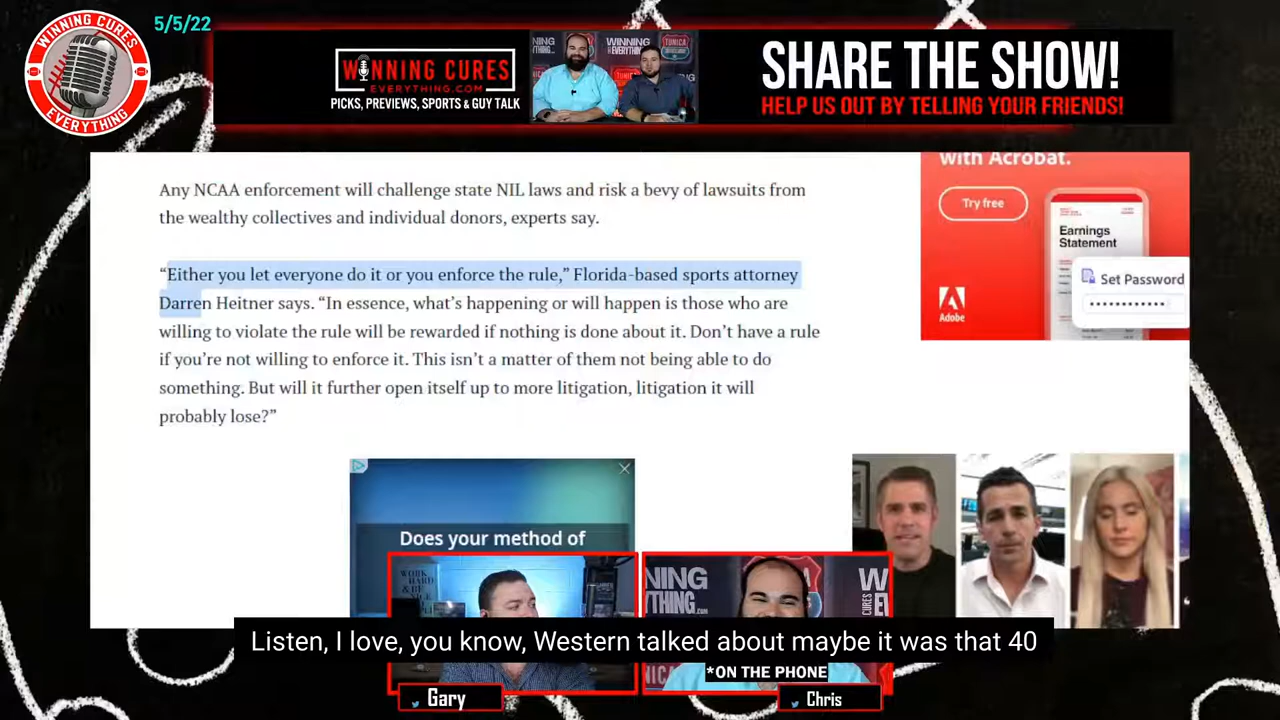 WINNING CURES
EVERYTHING
5/5/22
WINNING CURES
EVERYTHING.COM
PICKS, PREVIEWS, SPORTS & GUY TALK
TUNICA
SHARE THE SHOW!
HELP US OUT BY TELLING YOUR FRIENDS!
Any NCAA enforcement will challenge state NIL laws and risk a bevy of lawsuits from
the wealthy collectives and individual donors, experts say.
“Either you let everyone do it or you enforce the rule,” Florida-based sports attorney
Darren Heitner says. “In essence, what’s happening or will happen is those who are
willing to violate the rule will be rewarded if nothing is done about it. Don’t have a rule
if you’re not willing to enforce it. This isn’t a matter of them not being able to do
something. But will it further open itself up to more litigation, litigation it will
probably lose?”
with Acrobat.
Try free
Earnings
Statement
Set Password
Adobe
Does your method of
WORK
HARD
& BE
NING
YTHING
.COM
W
E
Listen, I love, you know, Western talked about maybe it was that 40
*ON THE PHONE
Gary
Chris